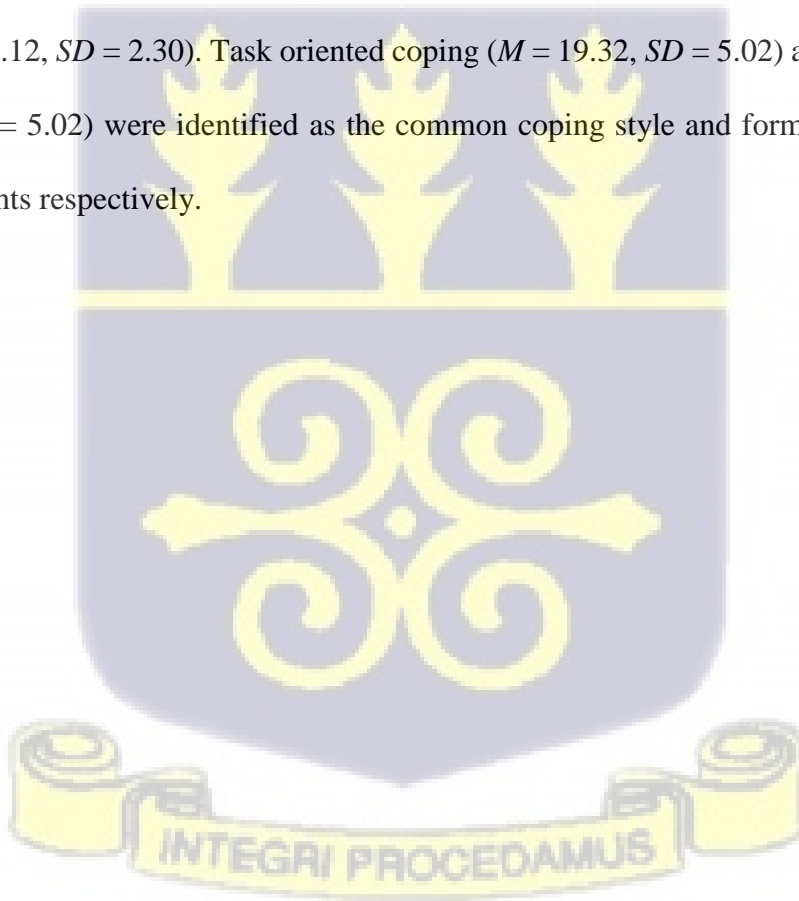 .12, SD = 2.30). Task oriented coping (M = 19.32, SD = 5.02) a
= 5.02) were identified as the common coping style and form
nts respectively.
INTEGRI PROCEDAMUS